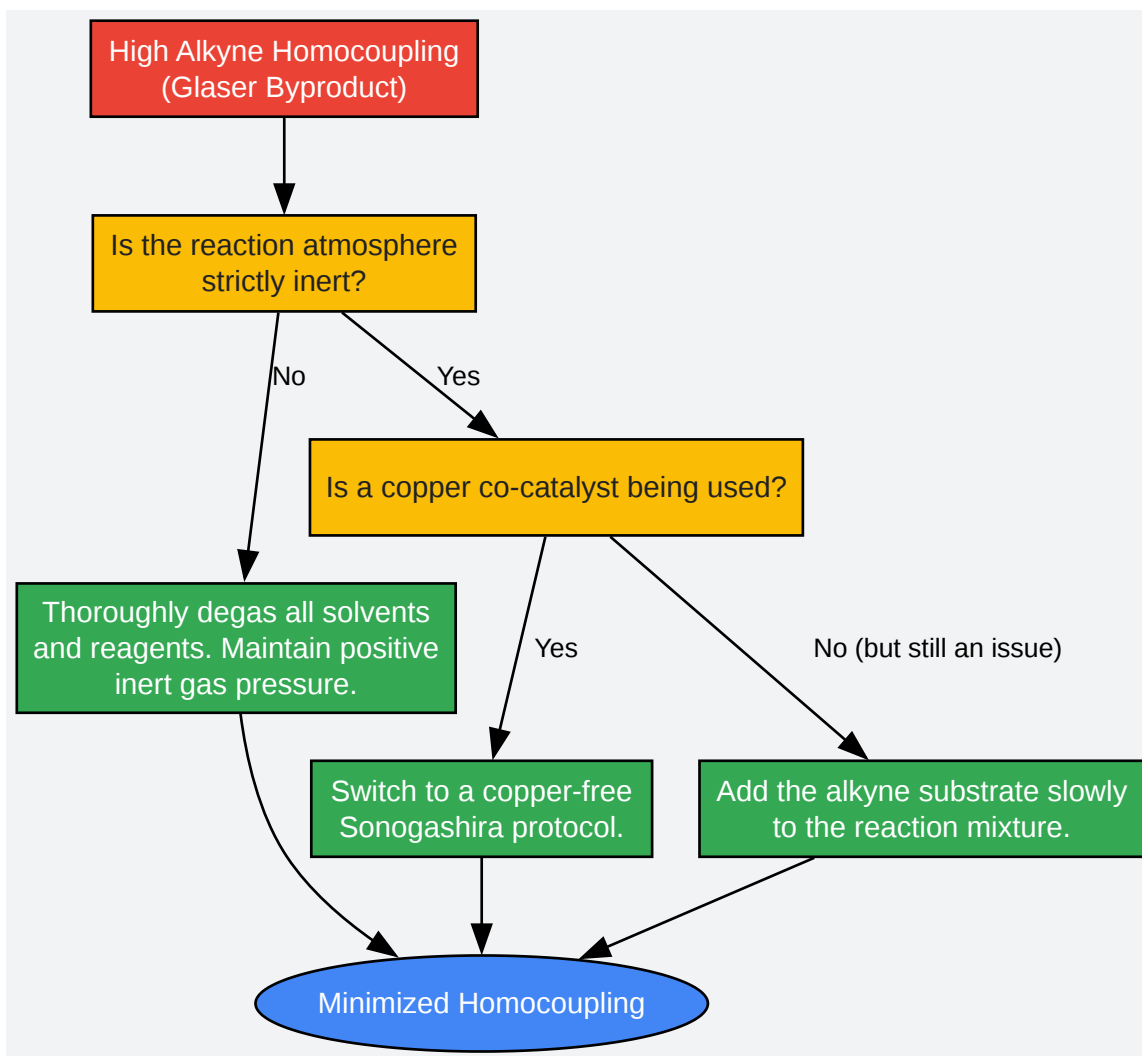 High Alkyne Homocoupling
(Glaser Byproduct)
Is the reaction atmosphere
strictly inert?
No
Yes
Is a copper co-catalyst being used?
Thoroughly degas all solvents
and reagents. Maintain positive
inert gas pressure.
Yes
No (but still an issue)
Switch to a copper-free
Sonogashira protocol.
Add the alkyne substrate slowly
to the reaction mixture.
Minimized Homocoupling